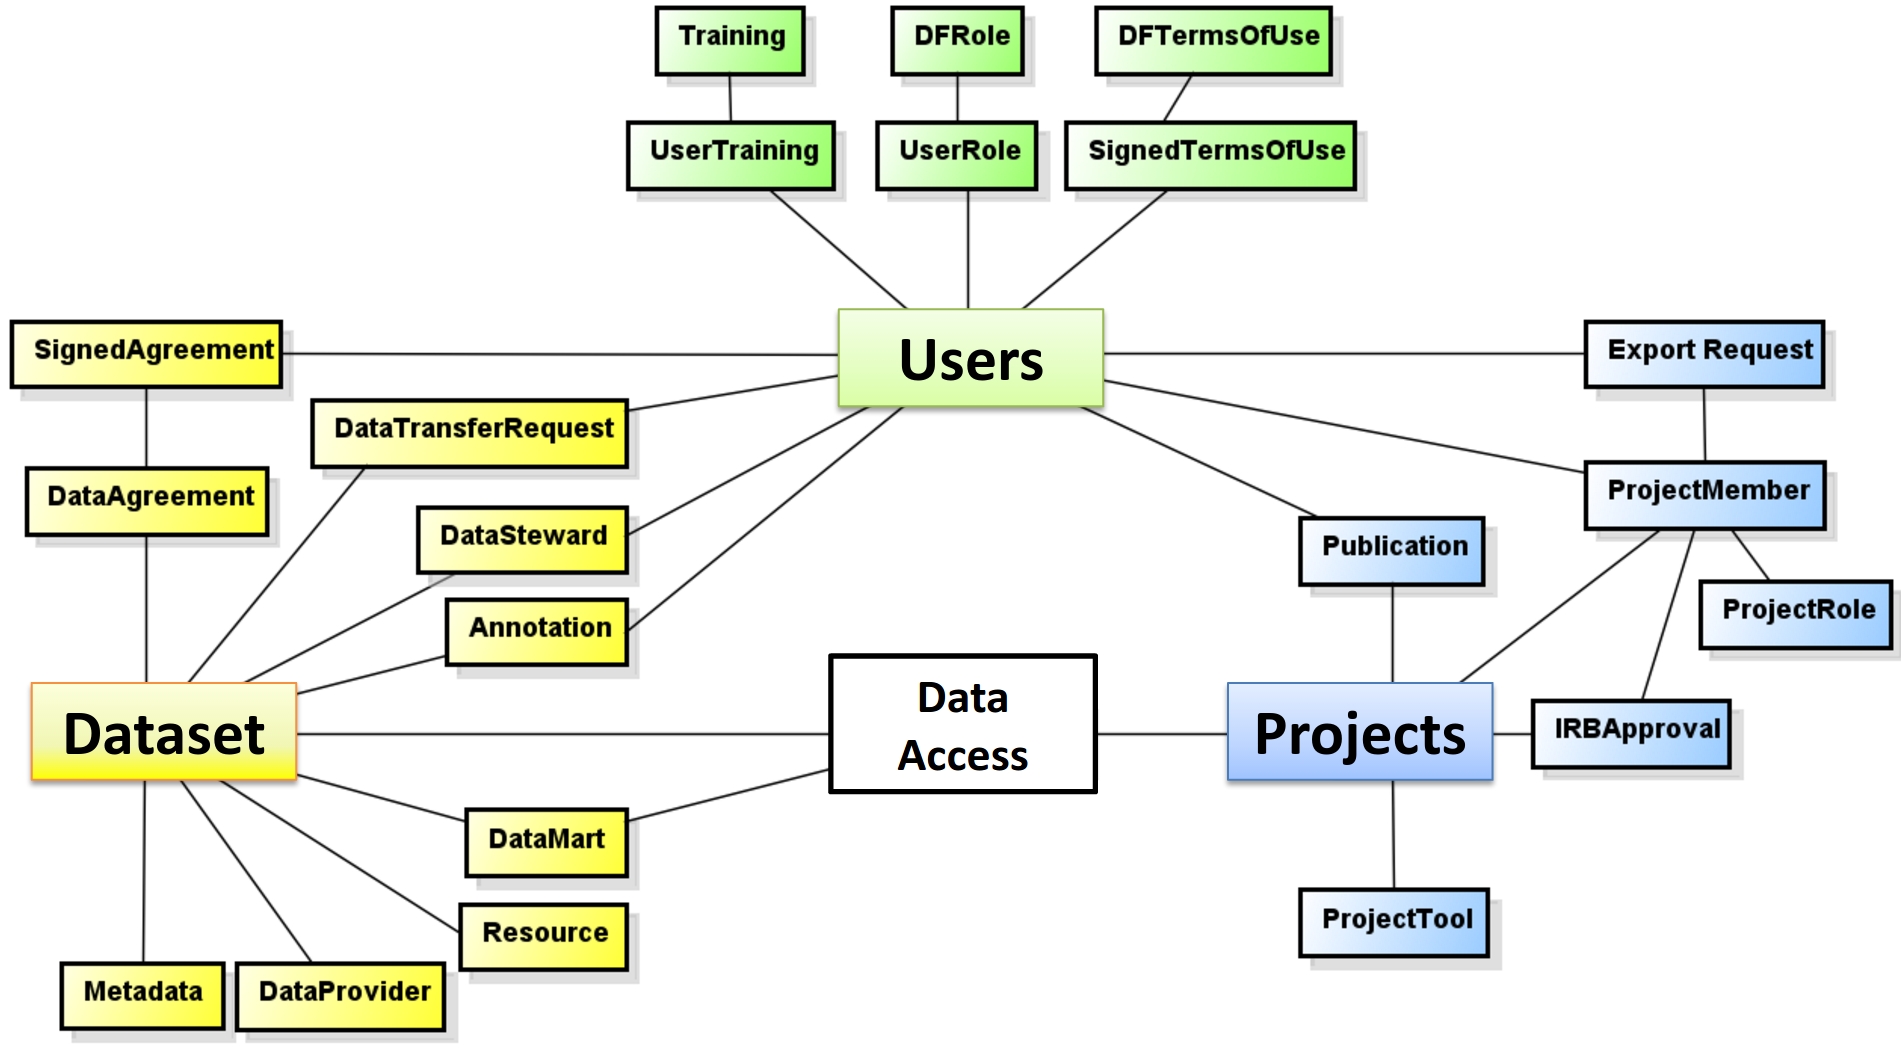 Training
DFRole
DFTermsOfUse
UserTraining
UserRole
SignedTermsOfUse
SignedAgreement
Users
Export Request
DataTransferRequest
DataAgreement
ProjectMember
DataSteward
Publication
Annotation
ProjectRole
Data
Access
Dataset
Projects
IRBApproval
DataMart
Resource
ProjectTool
Metadada
DataProvider